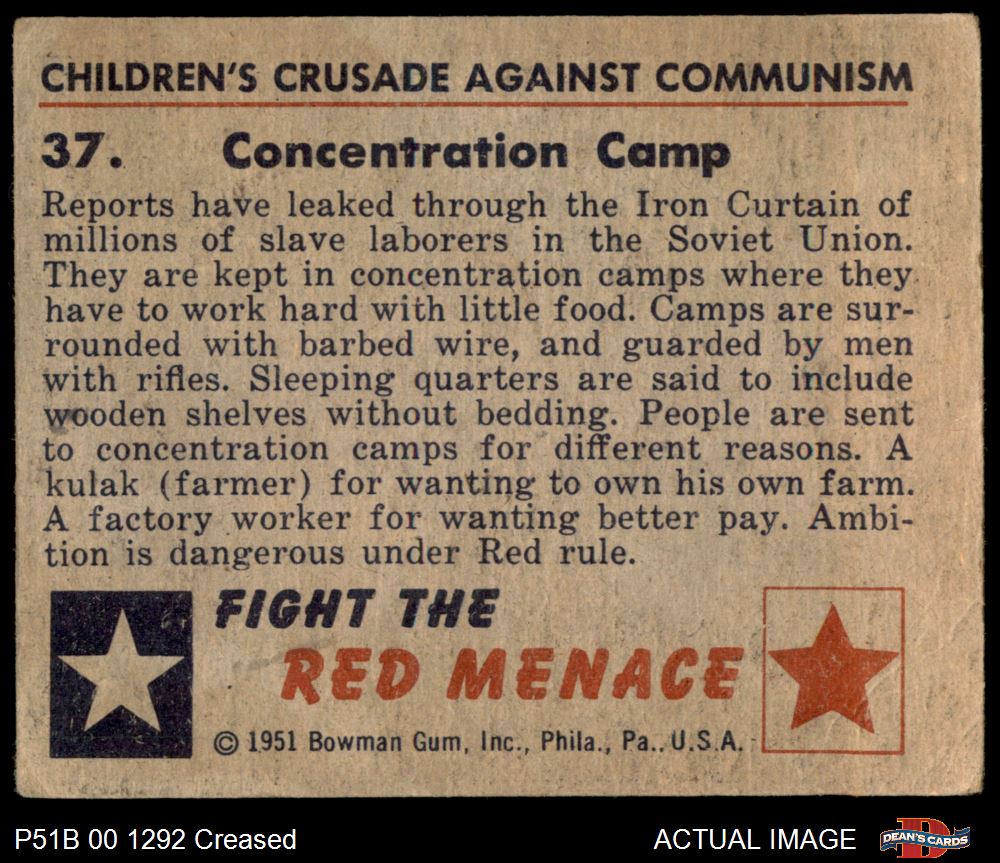 CHILDREN'S CRUSADE AGAINST COMMUNISM
37. Concentration Camp
Reports have leaked through the Iron Curtain of
millions of slave laborers in the Soviet Union.
They are kept in concentration camps where they
have to work hard with little food. Camps are sur-
rounded with barbed wire, and guarded by men
with rifles. Sleeping quarters are said to include
wooden shelves without bedding. People are sent
to concentration camps for different reasons. A
kulak (farmer) for wanting to own his own farm.
A factory worker for wanting better pay. Ambi-
tion is dangerous under Red rule.
FIGHT THE
RED MENACE
© 1951 Bowman Gum, Inc., Phila., Pa., U.S.A.
P51B 00 1292 Creased
ACTUAL IMAGE
D
DEAN'S CARDS